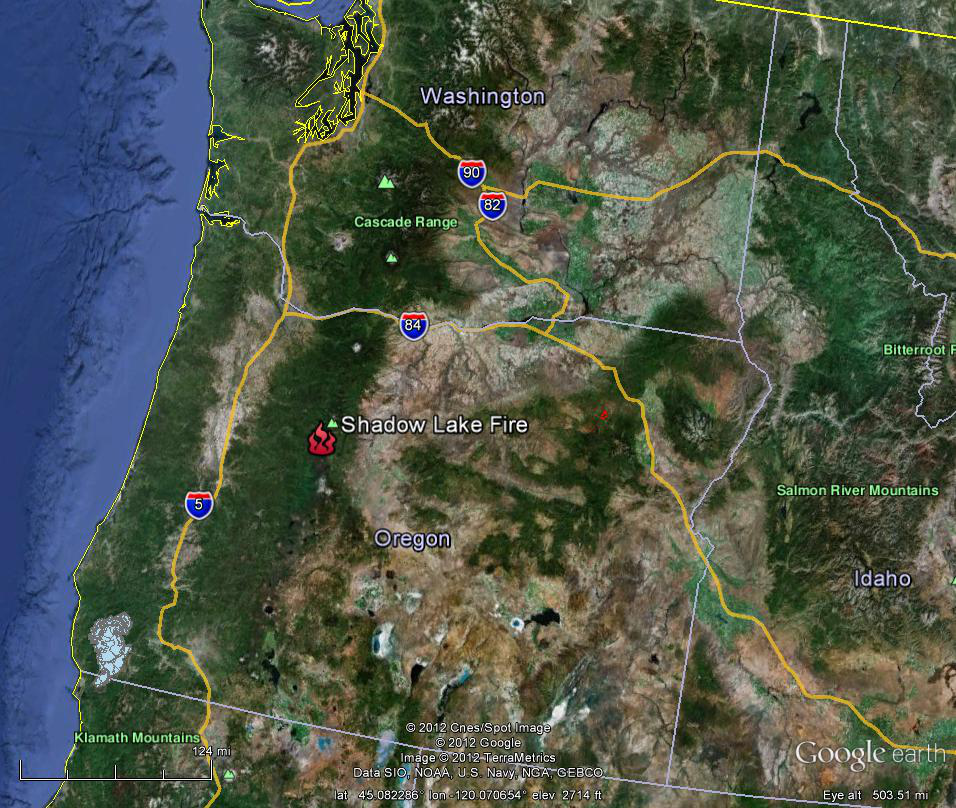 Washington
90
82
Cascade Range
84
Bitterroot R
Shadow Lake Fire
Salmon River Mountains
5
Oregon
Idaho
Klamath Mountains
124 mi
© 2012 Cnes/Spot Image
© 2012 Google
Image © 2012 TerraMetrics
Data SIO, NOAA, U.S. Navy, NGA, GEBCO
Google earth
lat 45.082286° lon -120.070654° elev 2714 ft
Eye alt 503.51 mi